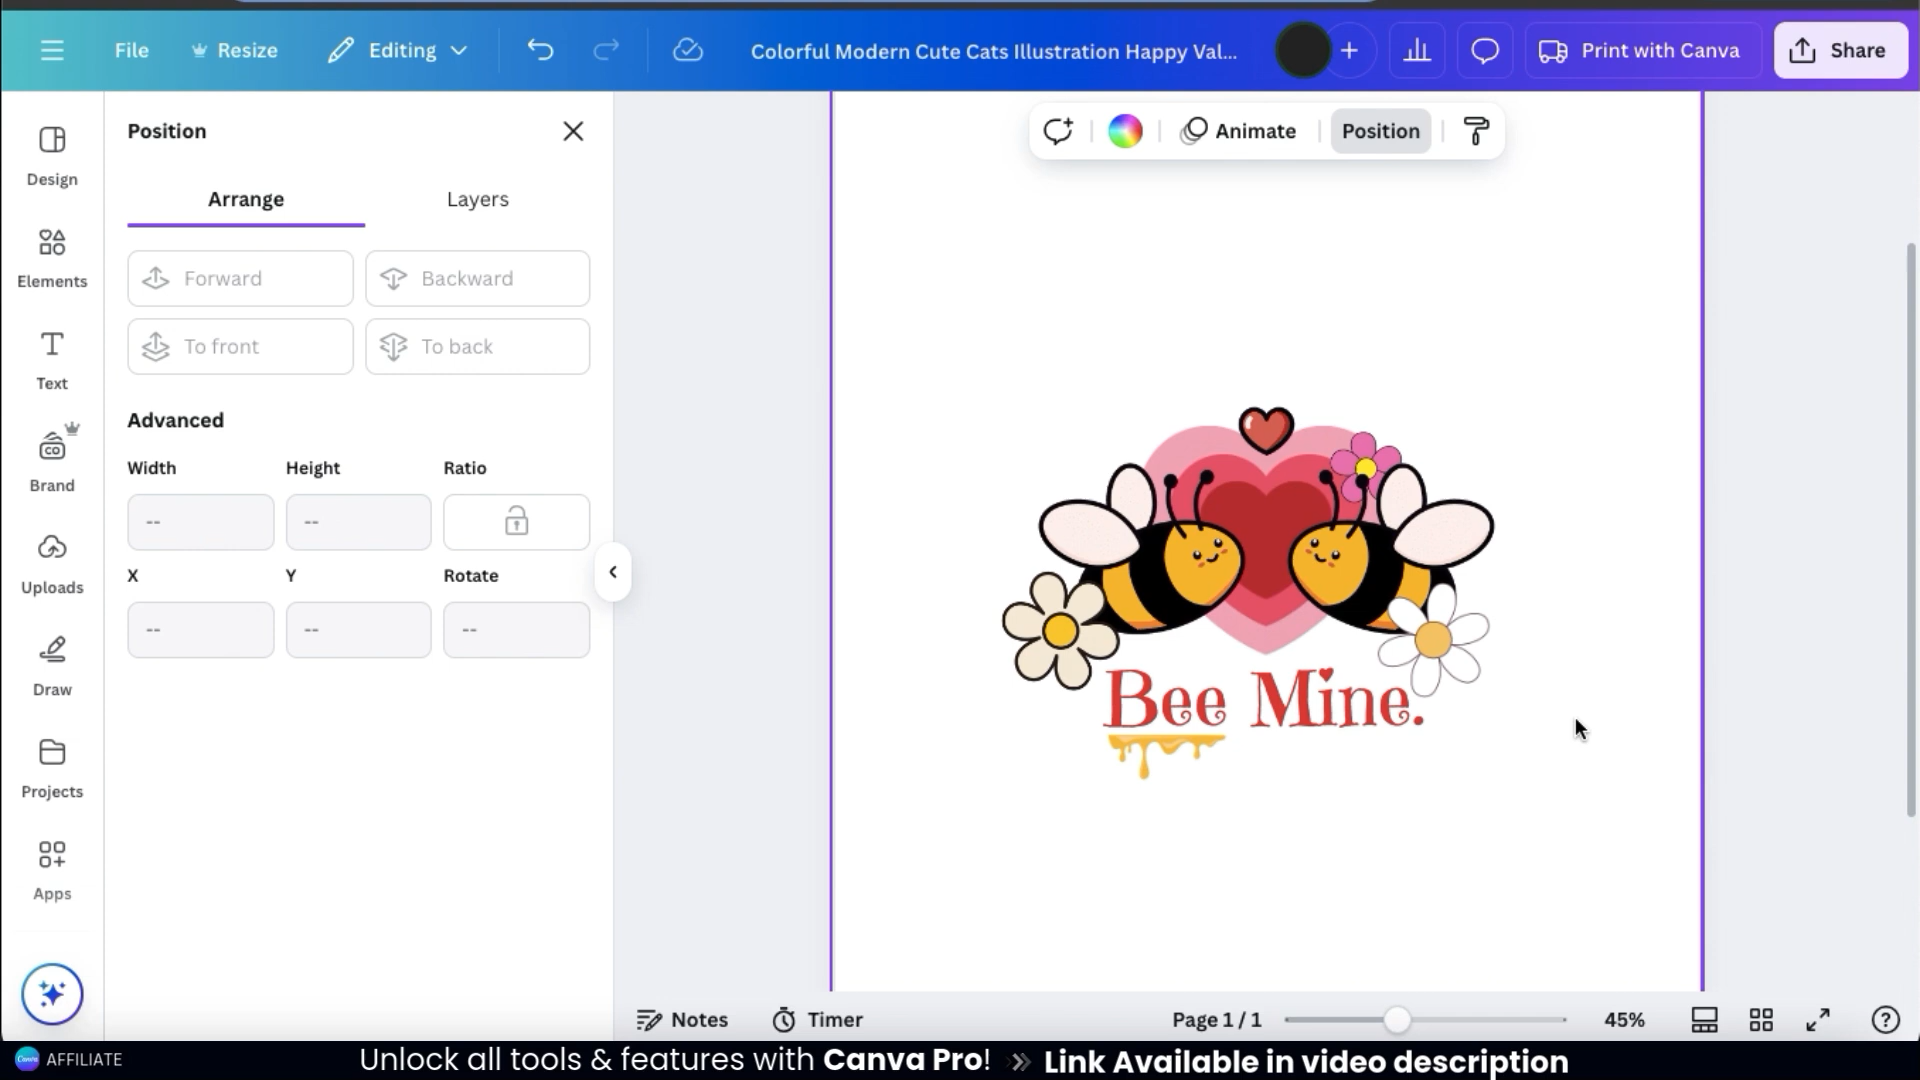 File
Resize
Editing
Colorful Modern Cute Cats Illustration Happy Val...
Print with Canva
Share
Design
Elements
Text
CO
Brand
Uploads
Draw
Projects
Apps
Position
Arrange
Layers
Forward
Backward
To front
To back
Advanced
Width
Height
Ratio
--
--
X
Y
Rotate
--
--
--
Animate
Position
Bee Mine.
Notes
Timer
Page 1 / 1
45%
Canva
AFFILIATE
Unlock all tools & features with Canva Pro! » Link Available in video description